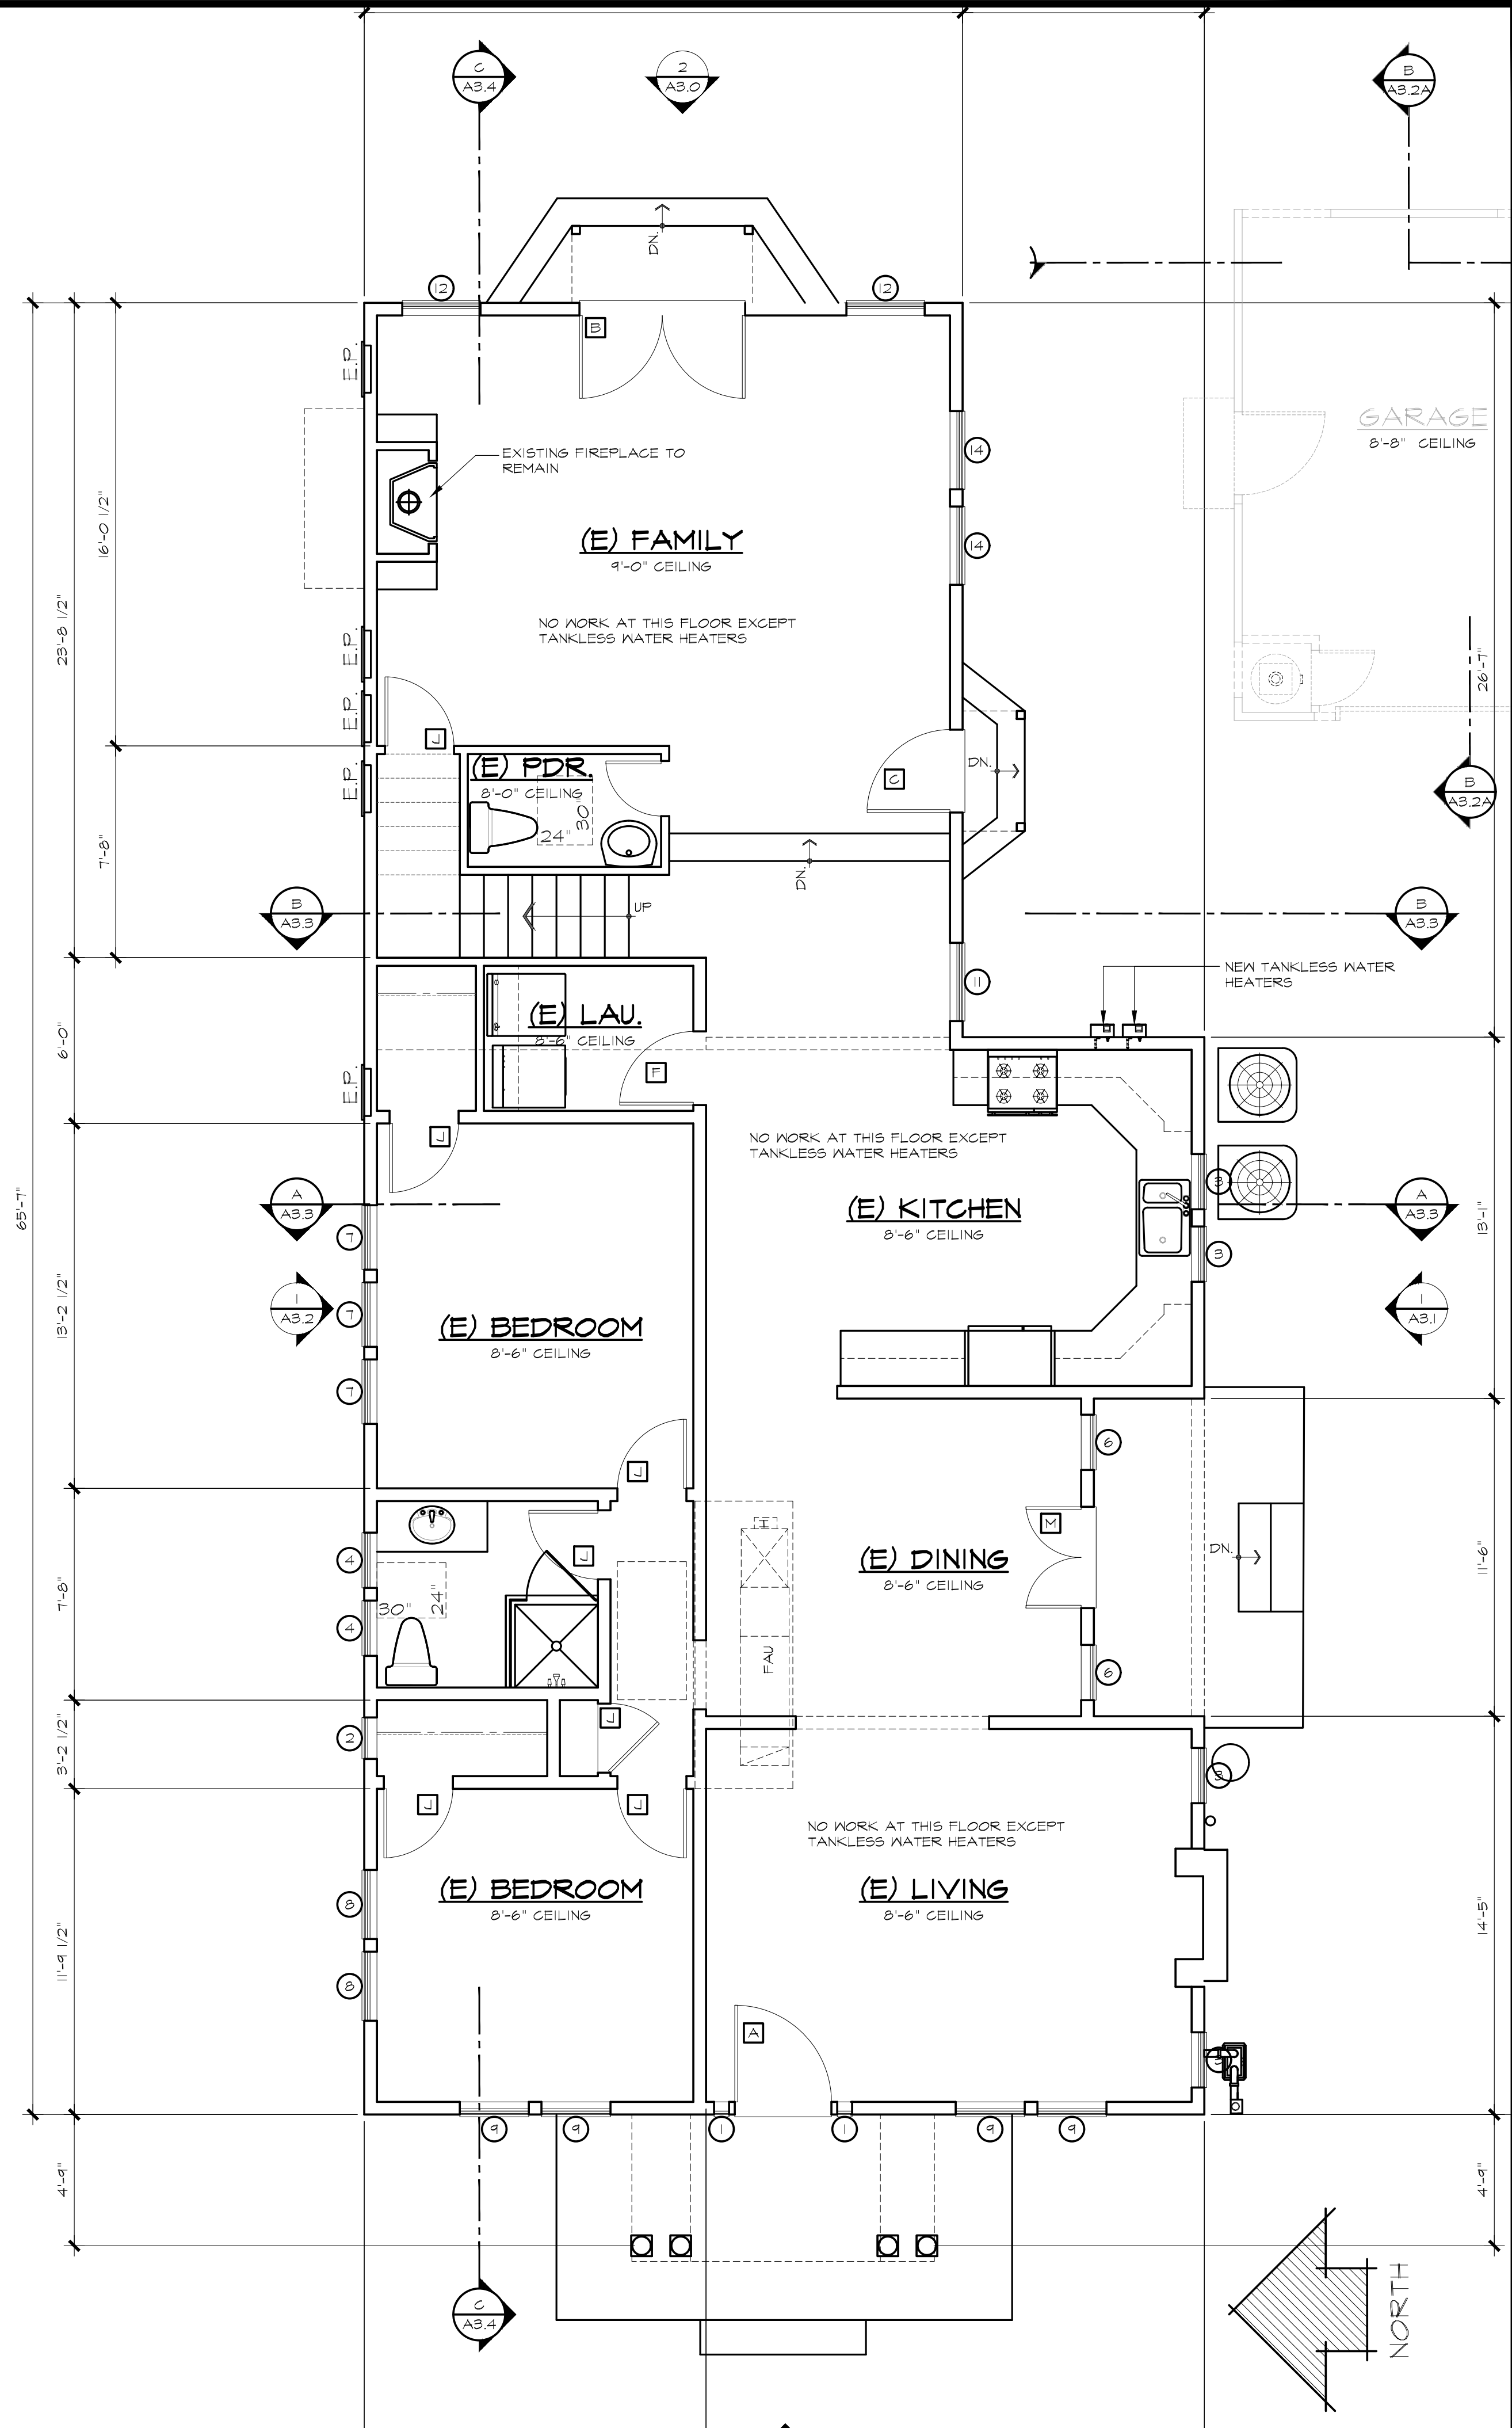 C
A3.4
2
A3.0
B
A3.2A
DN.
12
12
B
E.P.
GARAGE
8'-8" CEILING
14
EXISTING FIREPLACE TO
REMAIN
16'-0 1/2"
(E) FAMILY
9'-0" CEILING
14
23'-8 1/2"
NO WORK AT THIS FLOOR EXCEPT
TANKLESS WATER HEATERS
E.P.
E.P.
26'-7"
J
(E) PDR.
8'-0" CEILING
C
DN.
E.P.
B
A3.2A
30"
24"
7'-8"
DN.
B
A3.3
UP
B
A3.3
11
NEW TANKLESS WATER
HEATERS
(E) LAU.
8'-6" CEILING
6'-0"
E.P.
F
J
NO WORK AT THIS FLOOR EXCEPT
TANKLESS WATER HEATERS
3
A
A3.3
A
A3.3
65'-7"
(E) KITCHEN
8'-6" CEILING
13'-1"
7
3
7
1
A3.2
1
A3.1
13'-2 1/2"
(E) BEDROOM
8'-6" CEILING
7
6
J
M
DN.
4
J
(E) DINING
8'-6" CEILING
11'-6"
7'-8"
30"
24"
4
FAU
6
J
2
3'-2 1/2"
3
J
J
NO WORK AT THIS FLOOR EXCEPT
TANKLESS WATER HEATERS
(E) BEDROOM
8'-6" CEILING
(E) LIVING
8'-6" CEILING
8
14'-5"
11'-9 1/2"
8
A
9
9
1
1
9
9
4'-9"
4'-9"
C
A3.4
NORTH